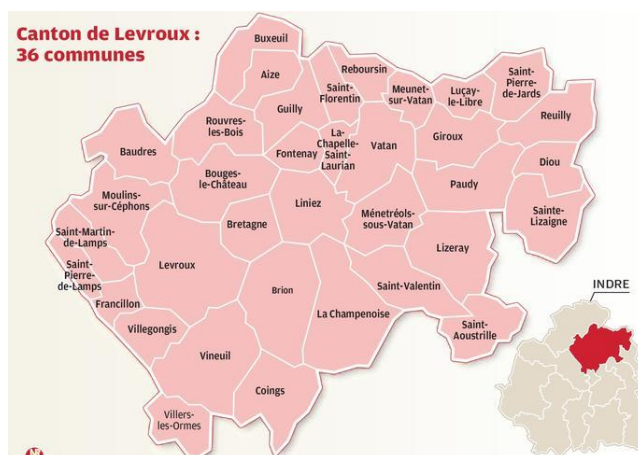 Canton de Levroux :
36 communes
Buxeuil
Aize
Reboursin
Saint-
Florentin
Meunet-
sur-Vatan
Luçay-
le-Libre
Saint-
Pierre-
de-Jards
Guilly
Rouvres-
les-Bois
Reuilly
La-
Chapelle-
Saint-
Laurian
Vatan
Giroux
Baudres
Fontenay
Diou
Bouges-
le-Château
Paudy
Moulins-
sur-Céphons
Liniez
Ménétréols-
sous-Vatan
Sainte-
Lizaigne
Bretagne
Saint-Martin-
de-Lamps
Lizeray
Levroux
Saint-
Pierre-
de-Lamps
Saint-Valentin
INDRE
Brion
Francillon
La Champenoise
Villegongis
Saint-
Aoustrille
Vineuil
Coings
Villers-
les-Ormes